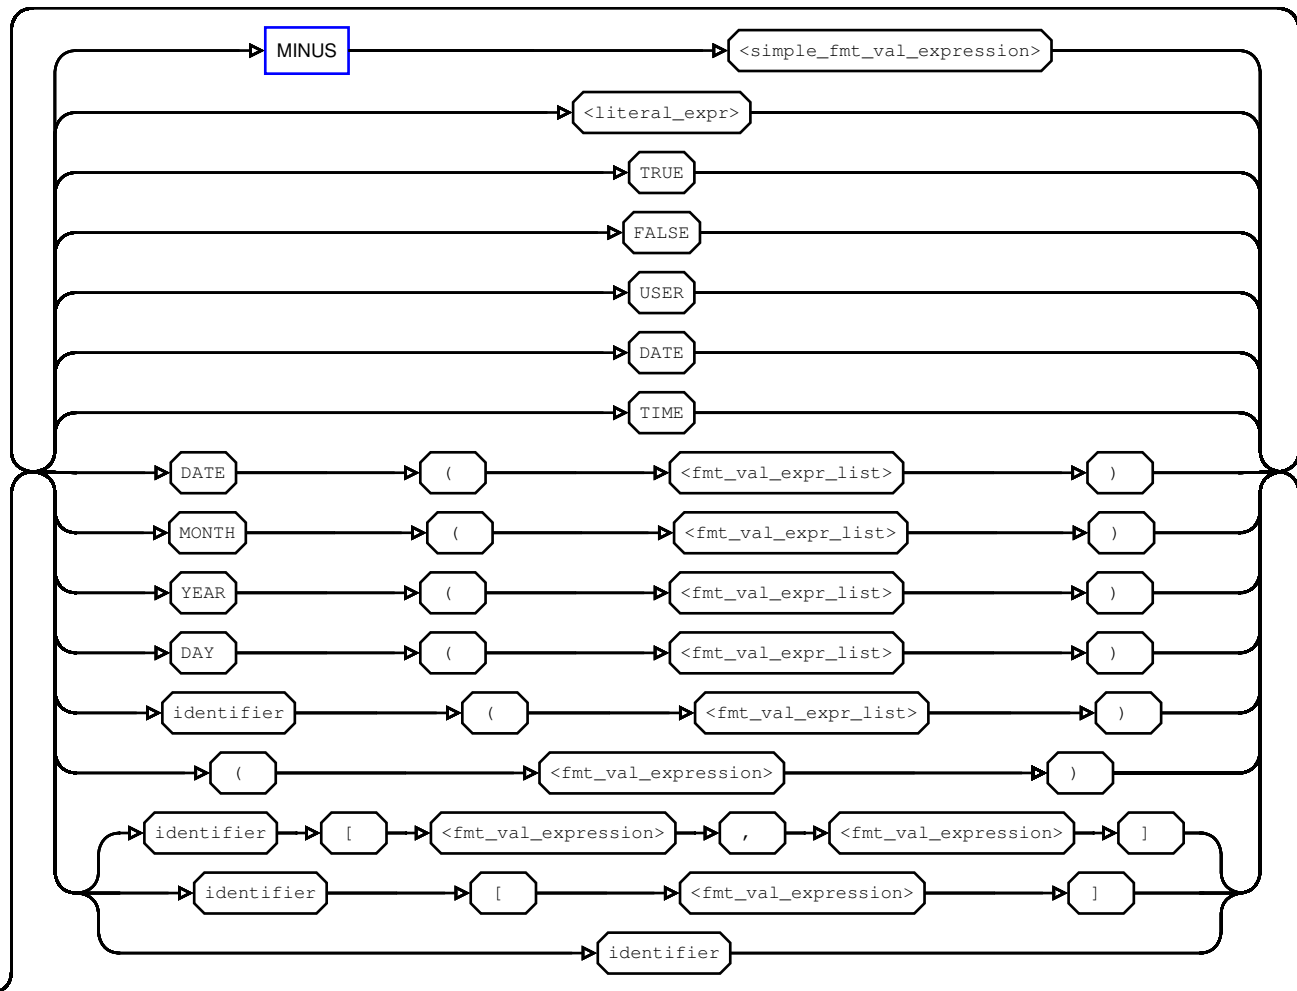 MINUS <simple_fmt_val_expression>
<literal_expr>
TRUE
FALSE
USER
DATE
TIME
DATE ( <fmt_val_expr_list> )
MONTH ( <fmt_val_expr_list> )
YEAR ( <fmt_val_expr_list> )
DAY ( <fmt_val_expr_list> )
identifier ( <fmt_val_expr_list> )
( <fmt_val_expression> )
identifier [ <fmt_val_expression> , <fmt_val_expression> ]
identifier [ <fmt_val_expression> ]
identifier